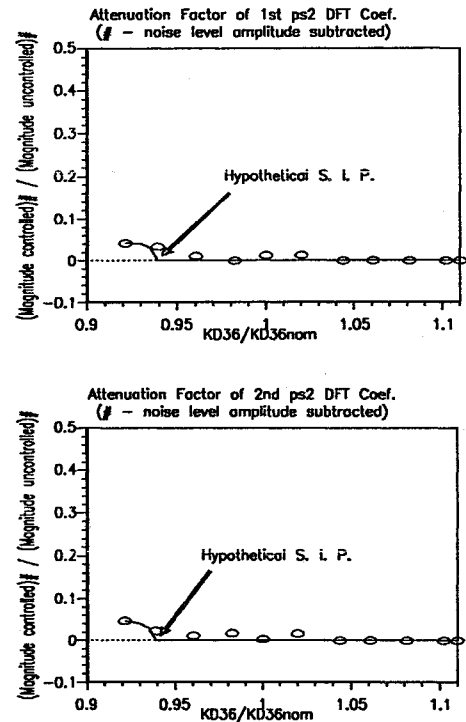 Attenuation Factor of 1st ps2 DFT Coef.
(# - noise level amplitude subtracted)
(Magnitude controlled)# / (Magnitude uncontrolled)#
0.5
0.4
0.3
0.2
0.1
0
-0.1
Hypothetical S. I. P.
0.9
0.95
1
1.05
1.1
KD36/KD36nom
Attenuation Factor of 2nd ps2 DFT Coef.
(# - noise level amplitude subtracted)
(Magnitude controlled)# / (Magnitude uncontrolled)#
0.5
0.4
0.3
0.2
0.1
0
-0.1
Hypothetical S. i. P.
0.9
0.95
1
1.05
1.1
KD36/KD36nom